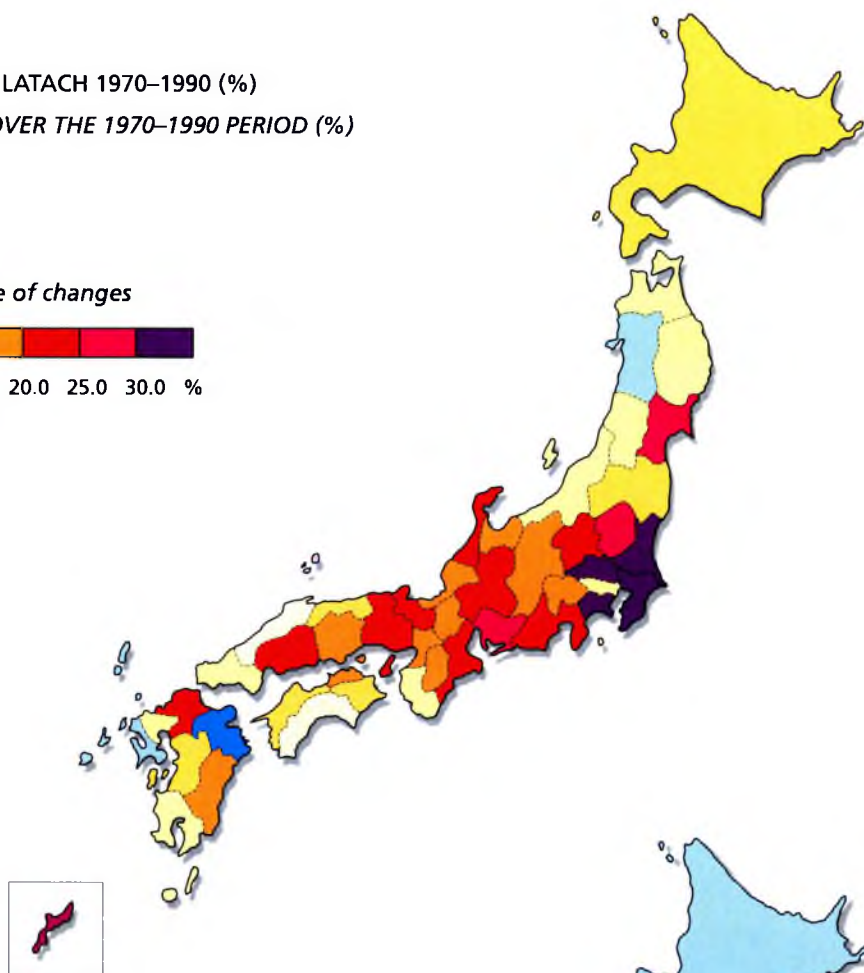 LATACH 1970–1990 (%)
OVER THE 1970–1990 PERIOD (%)
of changes
20.0 25.0 30.0 %